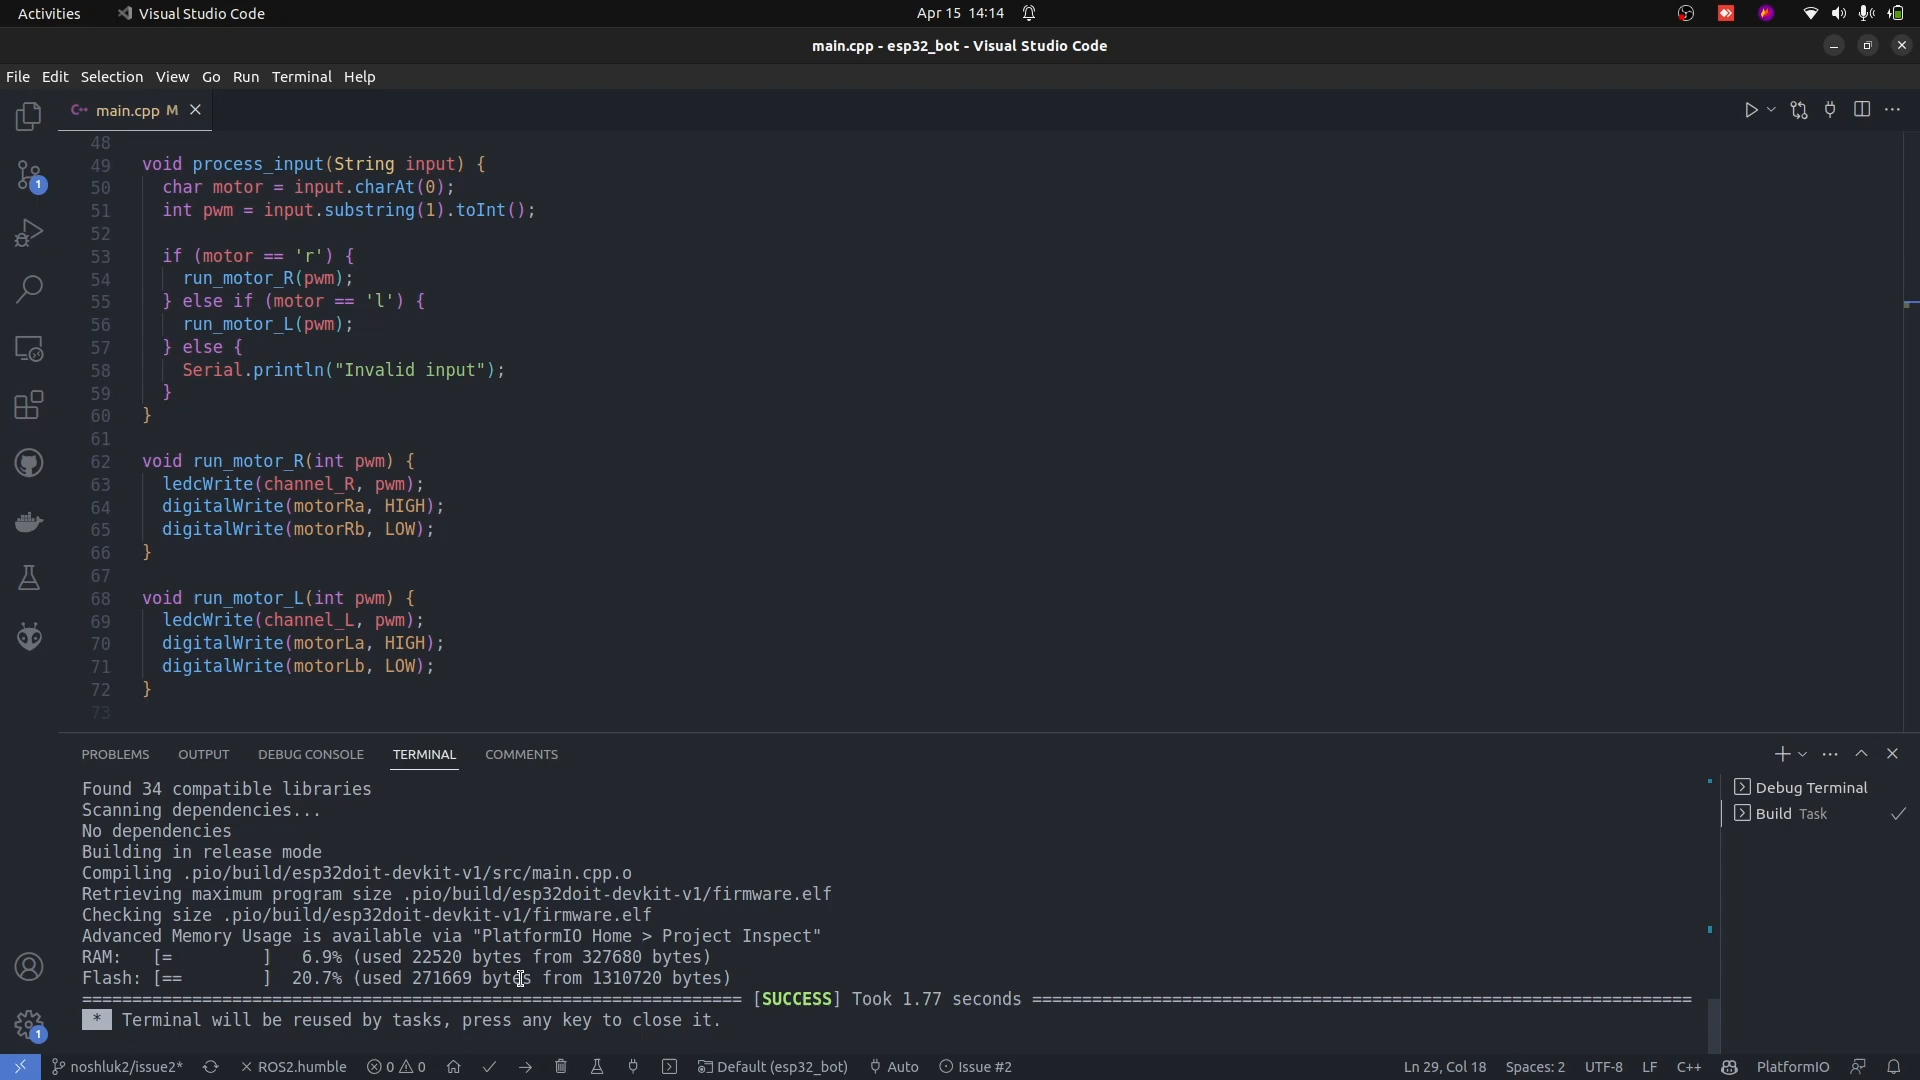 Activities Visual Studio Code Apr 15 14:14
main.cpp - esp32_bot - Visual Studio Code
File Edit Selection View Go Run Terminal Help
C++ main.cpp M
48
49 void process_input(String input) {
50 char motor = input.charAt(0);
51 int pwm = input.substring(1).toInt();
52
53 if (motor == 'r') {
54 run_motor_R(pwm);
55 } else if (motor == 'l') {
56 run_motor_L(pwm);
57 } else {
58 Serial.println("Invalid input");
59 }
60 }
61
62 void run_motor_R(int pwm) {
63 ledcWrite(channel_R, pwm);
64 digitalWrite(motorRa, HIGH);
65 digitalWrite(motorRb, LOW);
66 }
67
68 void run_motor_L(int pwm) {
69 ledcWrite(channel_L, pwm);
70 digitalWrite(motorLa, HIGH);
71 digitalWrite(motorLb, LOW);
72 }
73
1
PROBLEMS OUTPUT DEBUG CONSOLE TERMINAL COMMENTS
Found 34 compatible libraries
Scanning dependencies...
No dependencies
Building in release mode
Compiling .pio/build/esp32doit-devkit-v1/src/main.cpp.o
Retrieving maximum program size .pio/build/esp32doit-devkit-v1/firmware.elf
Checking size .pio/build/esp32doit-devkit-v1/firmware.elf
Advanced Memory Usage is available via "PlatformIO Home > Project Inspect"
RAM: [= ] 6.9% (used 22520 bytes from 327680 bytes)
Flash: [== ] 20.7% (used 271669 bytes from 1310720 bytes)
================================================================== [SUCCESS] Took 1.77 seconds ==================================================================
* Terminal will be reused by tasks, press any key to close it.
Debug Terminal
Build Task
1
noshluk2/issue2* ROS2.humble 0 0 Default (esp32_bot) Auto Issue #2 Ln 29, Col 18 Spaces: 2 UTF-8 LF C++ PlatformIO